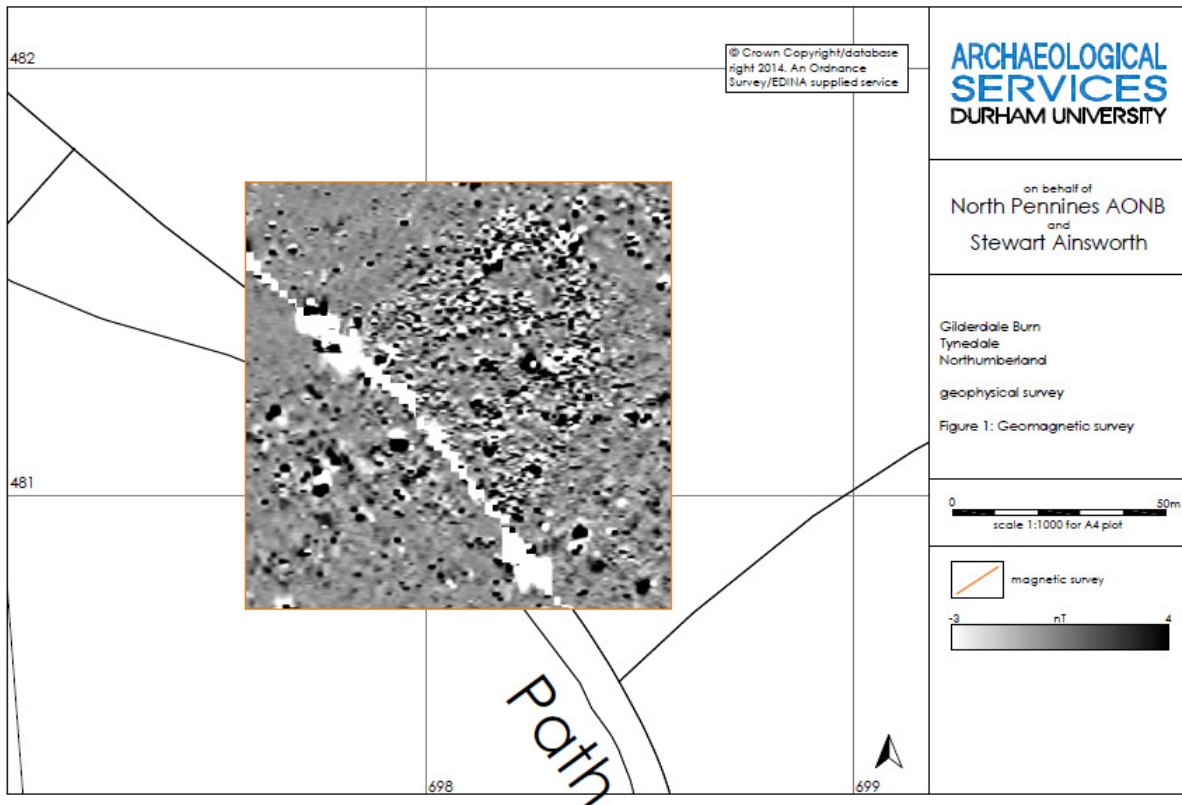 482
© Crown Copyright/database
right 2014. An Ordnance
Survey/EDINA supplied service
481
698
699
Path
ARCHAEOLOGICAL
SERVICES
DURHAM UNIVERSITY
on behalf of
North Pennines AONB
and
Stewart Ainsworth
Gilderdale Burn
Tynedale
Northumberland
geophysical survey
Figure 1: Geomagnetic survey
0 50m
scale 1:1000 for A4 plot
magnetic survey
-3 nT 4